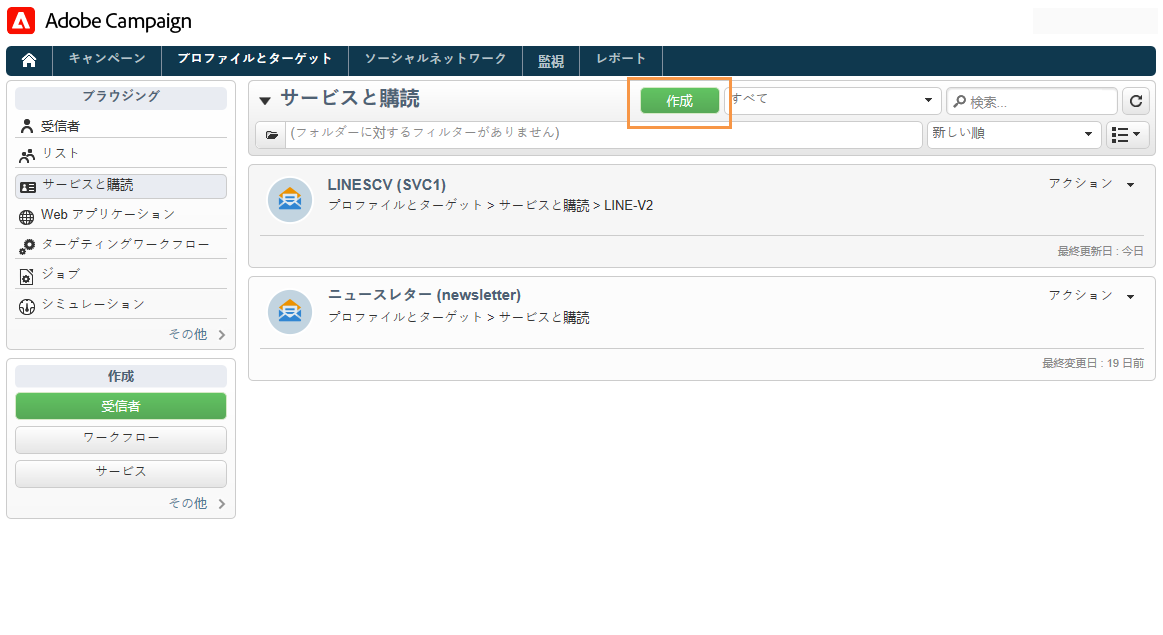 Adobe Campaign
キャンペーン プロファイルとターゲット ソーシャルネットワーク 監視 レポート
ブラウジング
受信者
リスト
サービスと購読
Web アプリケーション
ターゲティングワークフロー
ジョブ
シミュレーション
その他
作成
受信者
ワークフロー
サービス
その他
サービスと購読 作成 すべて 検索...
(フォルダーに対するフィルターがありません) 新しい順
LINESCV (SVC1) アクション
プロファイルとターゲット > サービスと購読 > LINE-V2
最終更新日 : 今日
ニュースレター (newsletter) アクション
プロファイルとターゲット > サービスと購読
最終変更日 : 19 日前